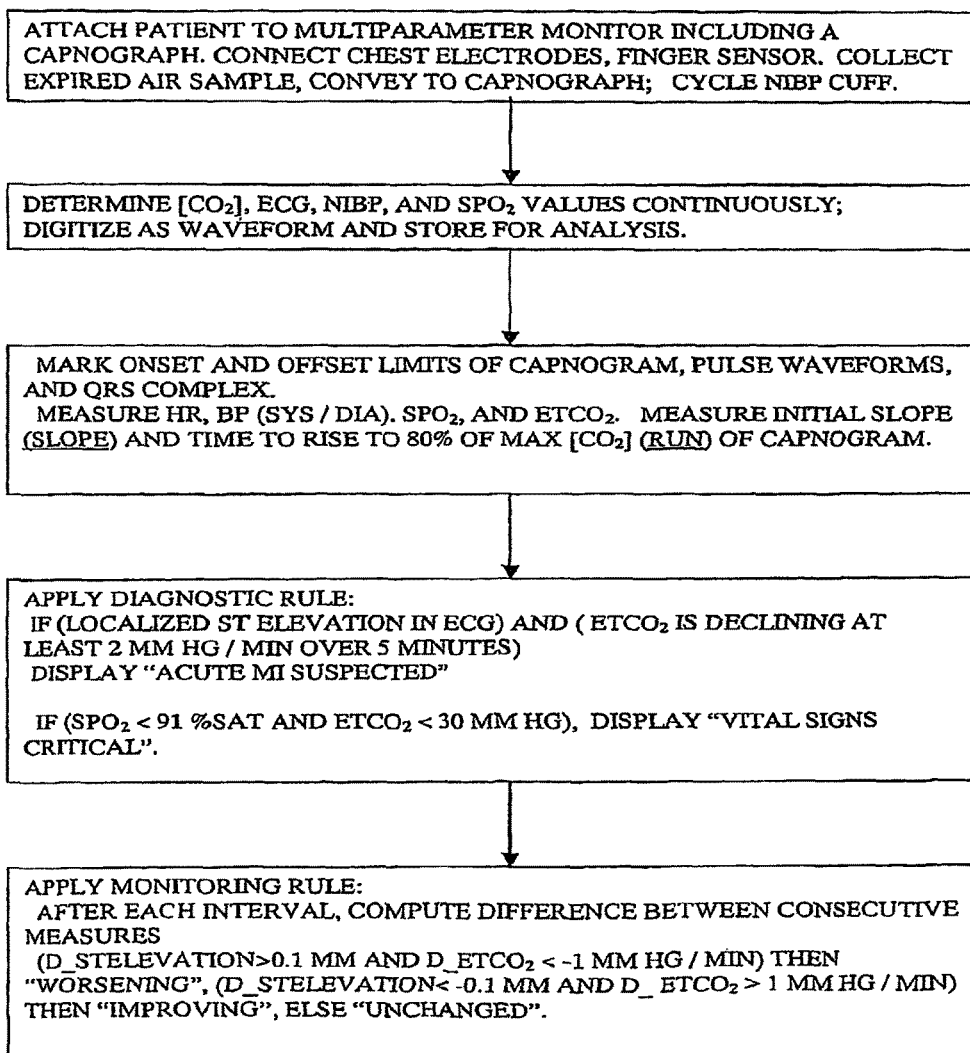 ATTACH PATIENT TO MULTIPARAMETER MONITOR INCLUDING A
CAPNOGRAPH. CONNECT CHEST ELECTRODES, FINGER SENSOR. COLLECT
EXPIRED AIR SAMPLE, CONVEY TO CAPNOGRAPH; CYCLE NIBP CUFF.
DETERMINE [CO₂], ECG, NIBP, AND SPO₂ VALUES CONTINUOUSLY;
DIGITIZE AS WAVEFORM AND STORE FOR ANALYSIS.
MARK ONSET AND OFFSET LIMITS OF CAPNOGRAM, PULSE WAVEFORMS,
AND QRS COMPLEX.
MEASURE HR, BP (SYS / DIA). SPO₂, AND ETCO₂. MEASURE INITIAL SLOPE
(SLOPE) AND TIME TO RISE TO 80% OF MAX [CO₂] (RUN) OF CAPNOGRAM.
APPLY DIAGNOSTIC RULE:
IF (LOCALIZED ST ELEVATION IN ECG) AND ( ETCO₂ IS DECLINING AT
LEAST 2 MM HG / MIN OVER 5 MINUTES)
DISPLAY “ACUTE MI SUSPECTED”
IF (SPO₂ < 91 %SAT AND ETCO₂ < 30 MM HG), DISPLAY “VITAL SIGNS
CRITICAL”.
APPLY MONITORING RULE:
AFTER EACH INTERVAL, COMPUTE DIFFERENCE BETWEEN CONSECUTIVE
MEASURES
(D_STELEVATION>0.1 MM AND D_ETCO₂ < -1 MM HG / MIN) THEN
“WORSENING”, (D_STELEVATION< -0.1 MM AND D_ ETCO₂ > 1 MM HG / MIN)
THEN “IMPROVING”, ELSE “UNCHANGED”.